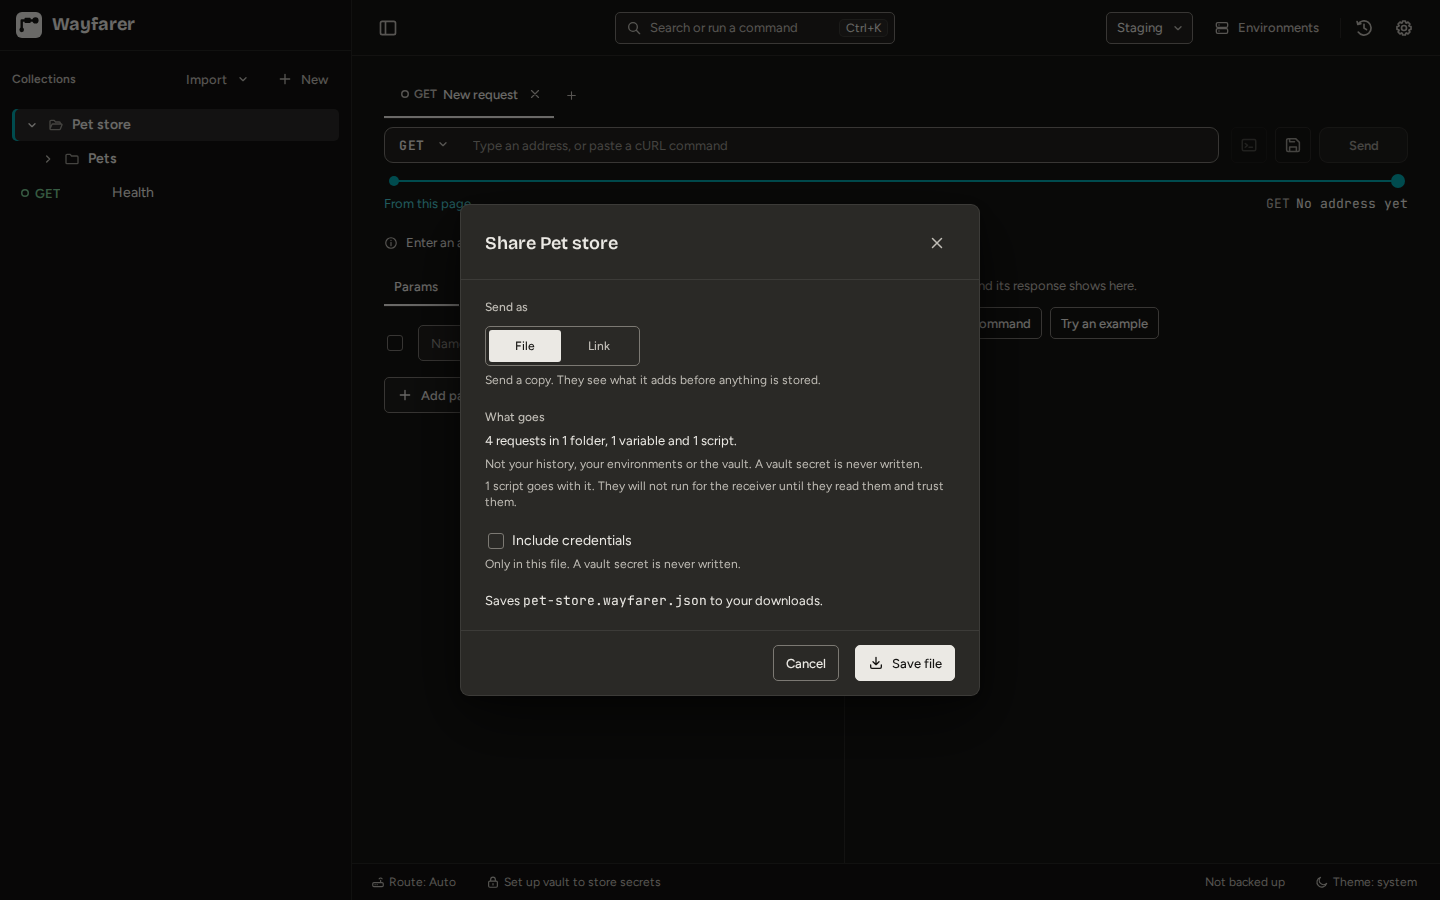 Wayfarer
Search or run a command
Ctrl+K
Staging
Environments
Collections
Import
New
GET New request
Pet store
GET
Type an address, or paste a cURL command
Send
Pets
GET Health
From this page
GET No address yet
Share Pet store
Enter an a
Params
nd its response shows here.
Send as
File
Link
ommand
Try an example
Name
Send a copy. They see what it adds before anything is stored.
Add pa
What goes
4 requests in 1 folder, 1 variable and 1 script.
Not your history, your environments or the vault. A vault secret is never written.
1 script goes with it. They will not run for the receiver until they read them and trust
them.
Include credentials
Only in this file. A vault secret is never written.
Saves pet-store.wayfarer.json to your downloads.
Cancel
Save file
Route: Auto
Set up vault to store secrets
Not backed up
Theme: system